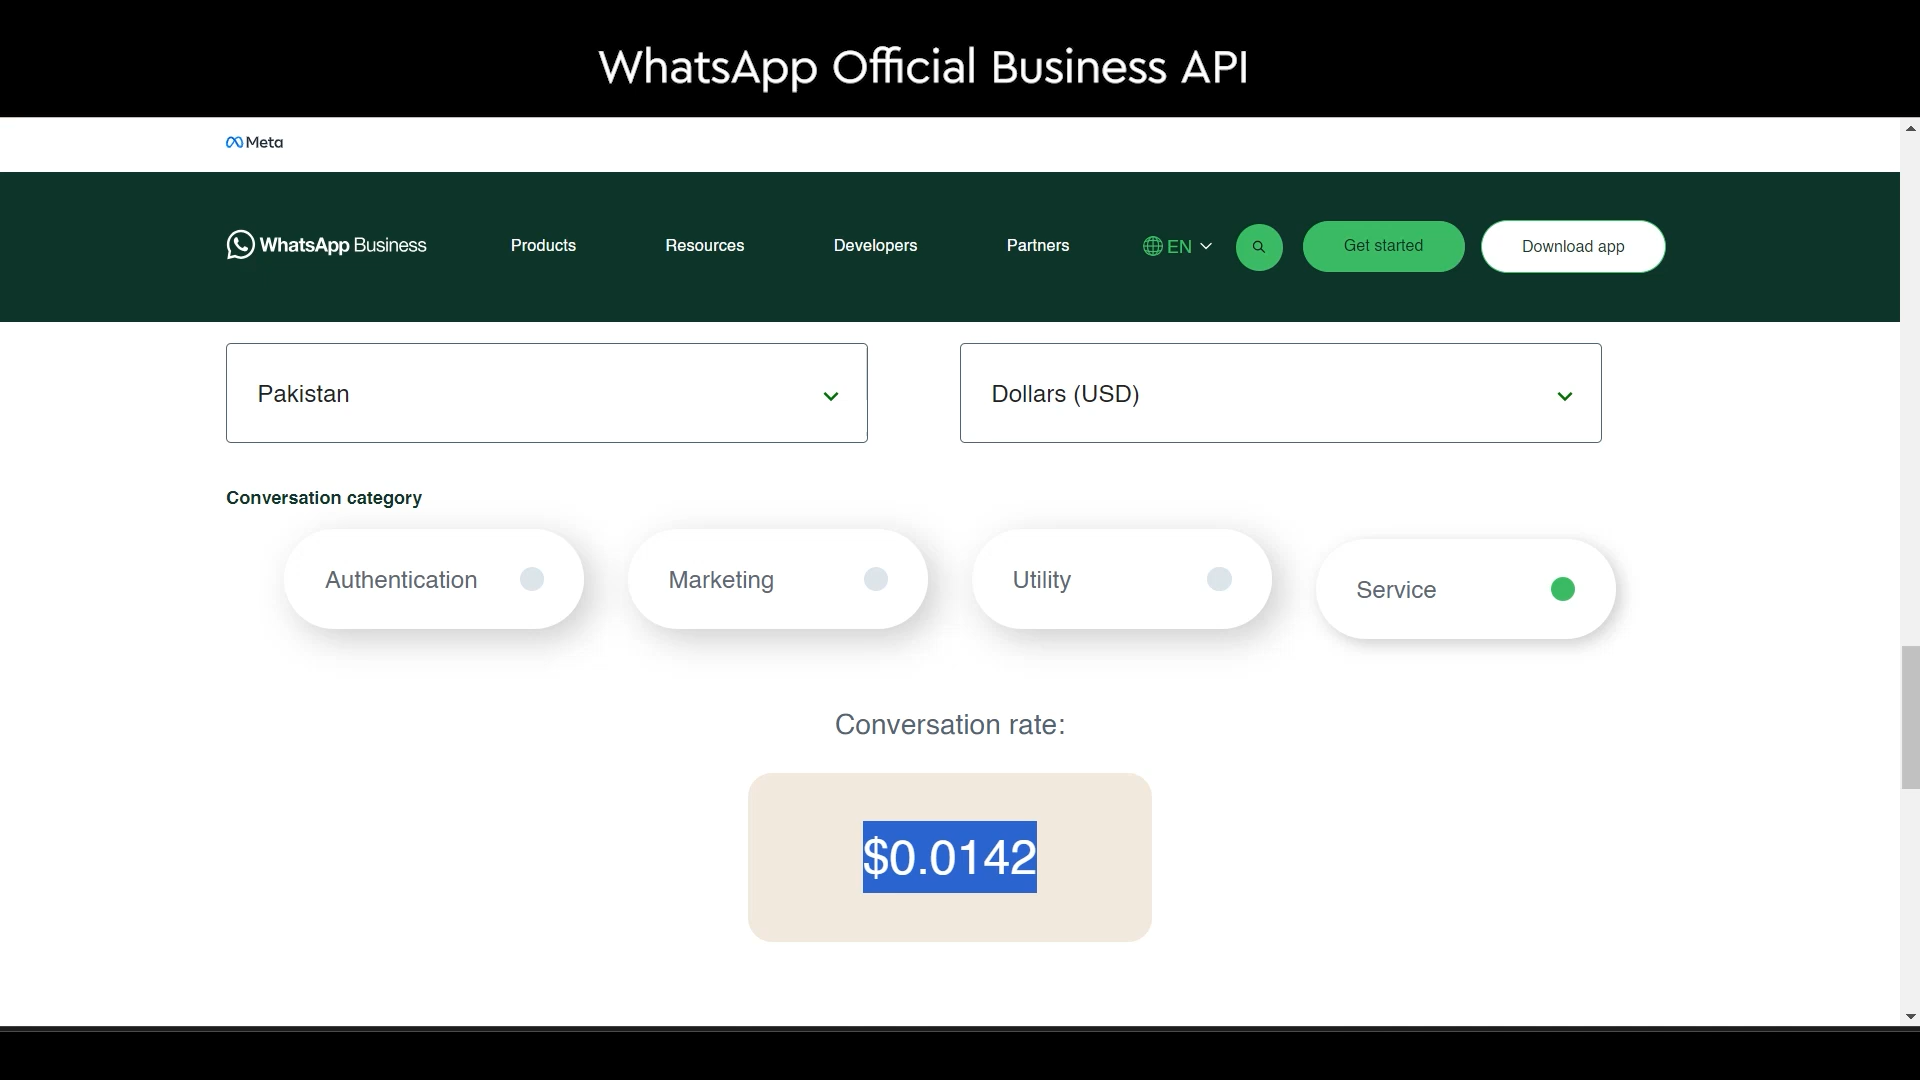 WhatsApp Official Business API
Meta
WhatsApp Business Products Resources Developers Partners EN Get started Download app
Pakistan Dollars (USD)
Conversation category
Authentication Marketing Utility Service
Conversation rate:
$0.0142